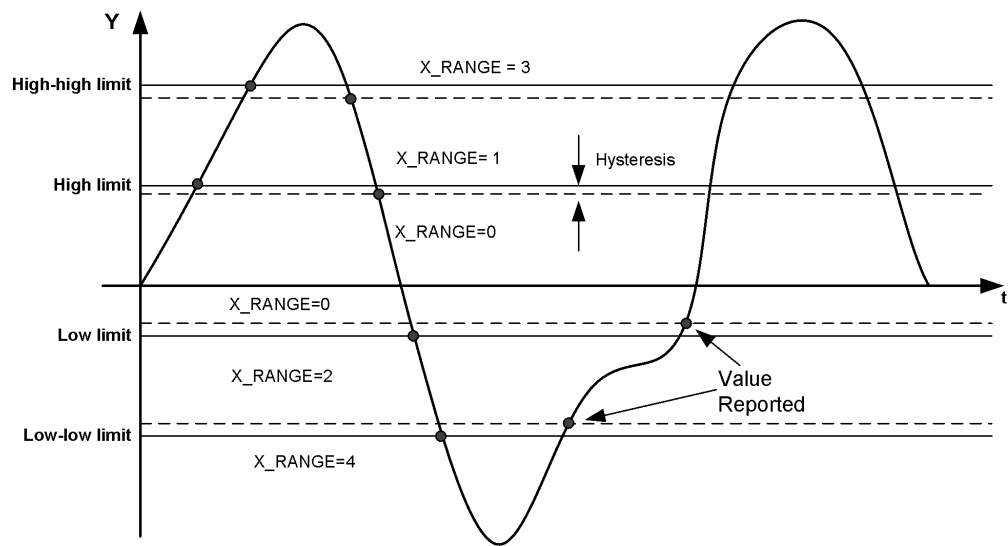 Y
X_RANGE = 3
High-high limit
X_RANGE= 1
Hysteresis
High limit
X_RANGE=0
t
X_RANGE=0
Low limit
X_RANGE=2
Value
Reported
Low-low limit
X_RANGE=4